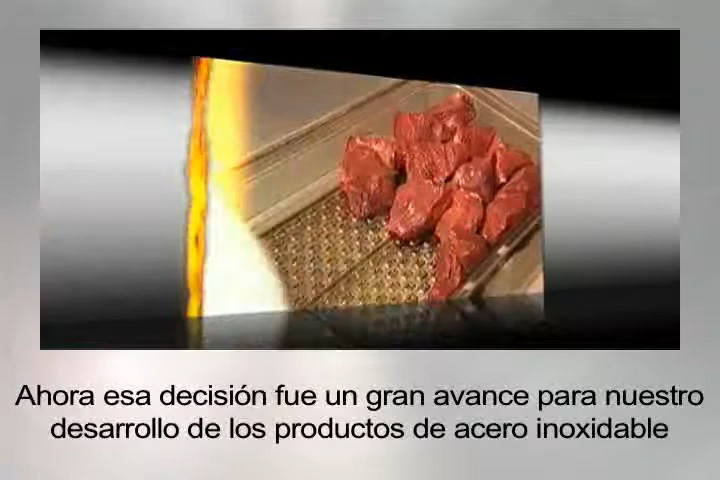 Ahora esa decisión fue un gran avance para nuestro
desarrollo de los productos de acero inoxidable